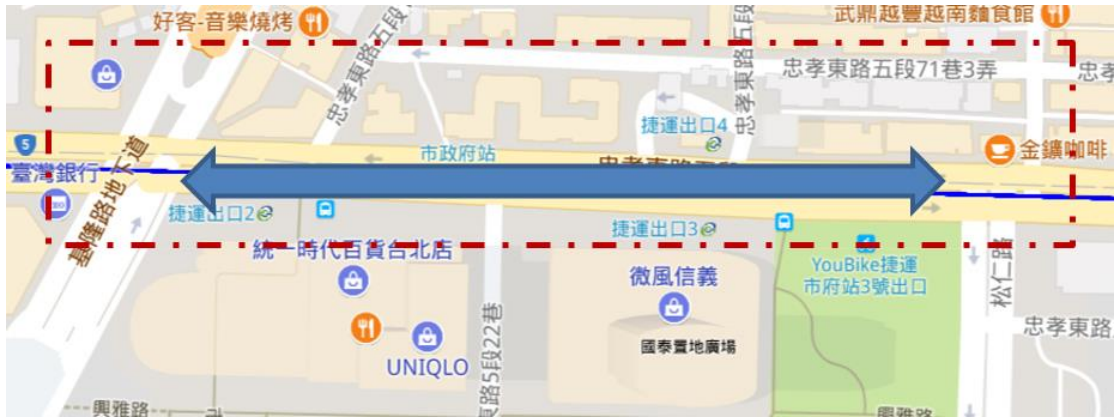 好客-音樂燒烤
武鼎越豐越南麵食館
忠孝東路五段
忠孝東路五段
忠孝東路五段71巷3弄
忠孝
捷運出口4
5
市政府站
忠孝東路五段
金鑛咖啡
臺灣銀行
基隆路地下道
捷運出口2
捷運出口3
統一時代百貨台北店
微風信義
YouBike捷運
市府站3號出口
松仁路
UNIQLO
國泰置地廣場
東路5段22巷
忠孝東路
興雅路